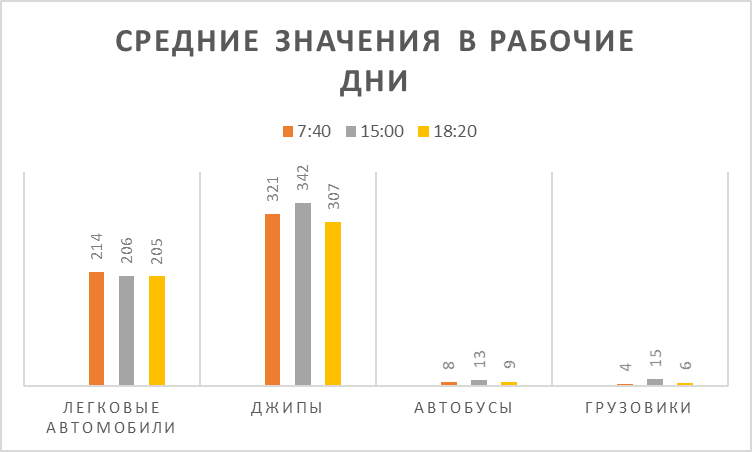 СРЕДНИЕ ЗНАЧЕНИЯ В РАБОЧИЕ
ДНИ
7:40 15:00 18:20
214 206 205 321 342 307 8 13 9 4 15 6
ЛЕГКОВЫЕ
АВТОМОБИЛИ
ДЖИПЫ
АВТОБУСЫ
ГРУЗОВИКИ